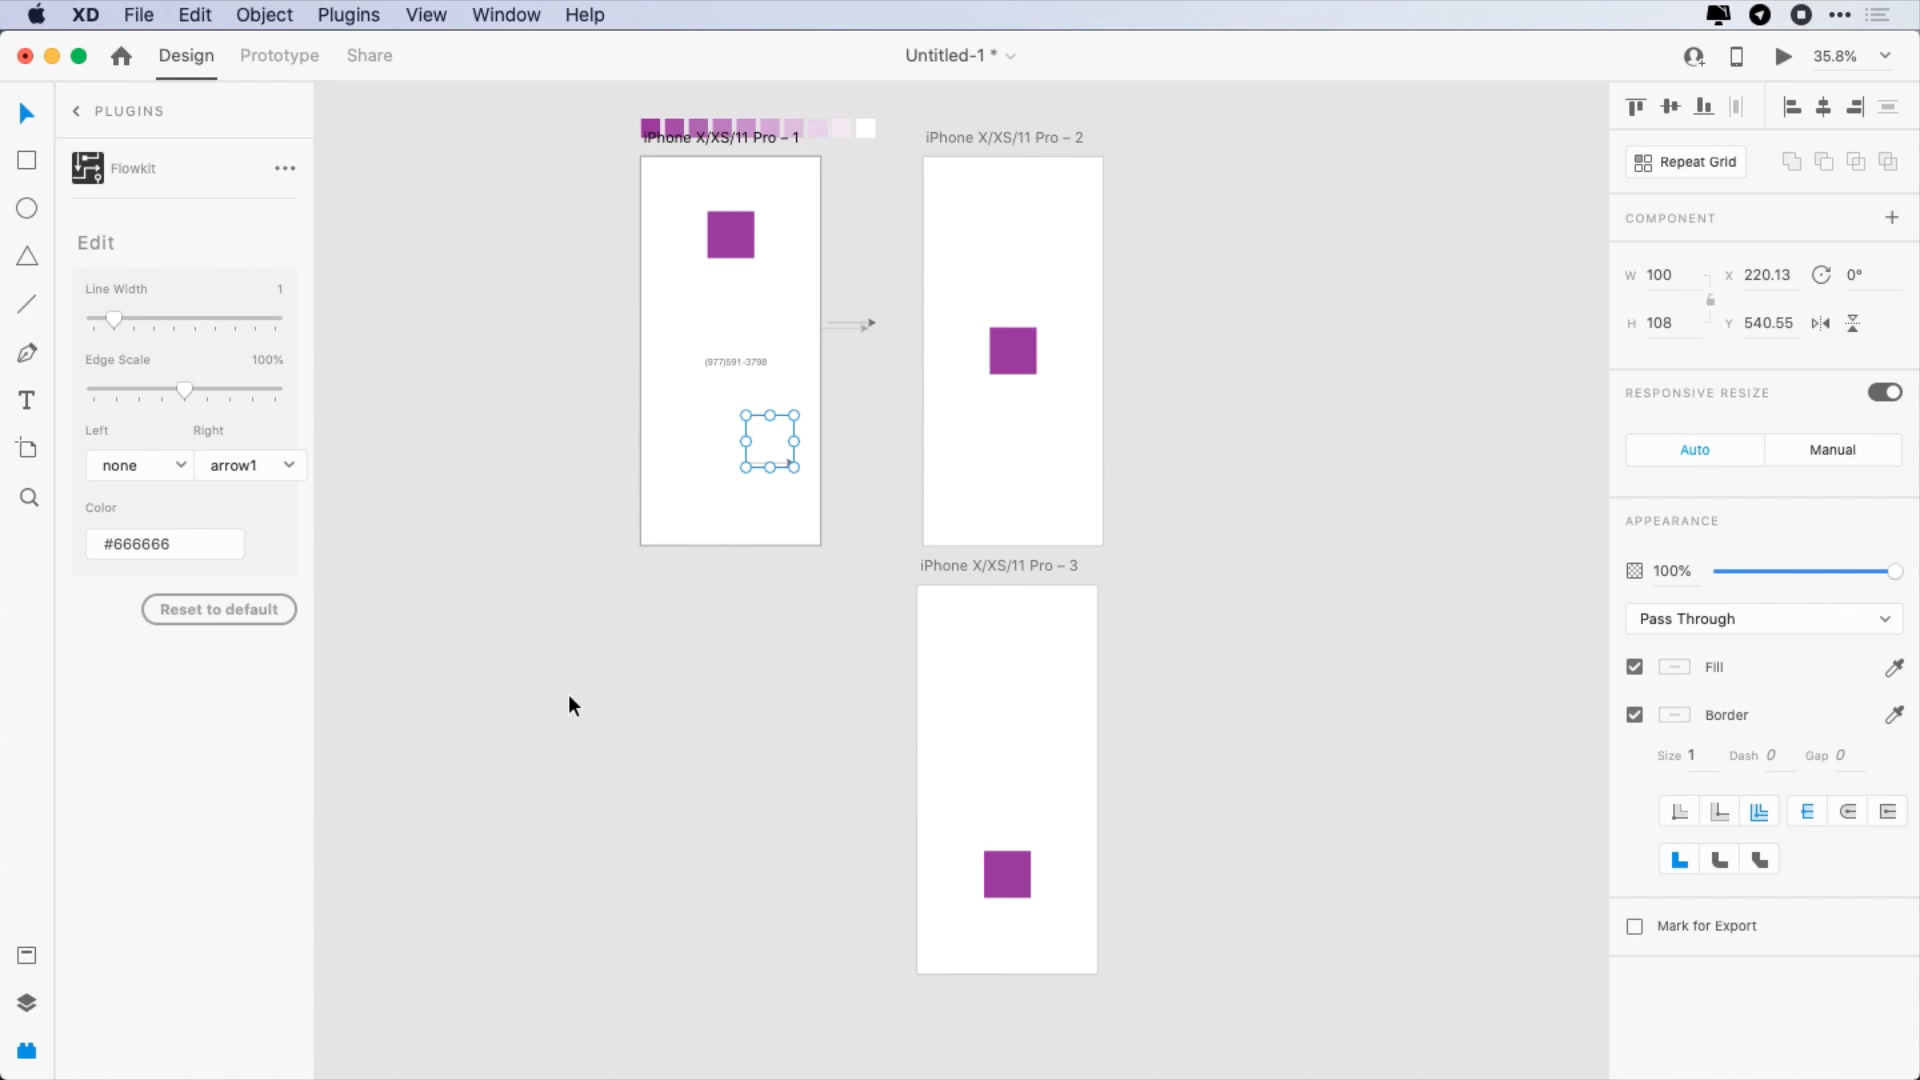 XD File Edit Object Plugins View Window Help
Design Prototype Share
Untitled-1 *
35.8%
PLUGINS
Flowkit
Edit
Line Width 1
Edge Scale 100%
Left Right
none arrow1
Color
#666666
Reset to default
iPhone X/XS/11 Pro – 1
(977)591-3798
iPhone X/XS/11 Pro – 2
iPhone X/XS/11 Pro – 3
Repeat Grid
COMPONENT
W 100 X 220.13 0°
H 108 Y 540.55
RESPONSIVE RESIZE
Auto Manual
APPEARANCE
100%
Pass Through
Fill
Border
Size 1 Dash 0 Gap 0
Mark for Export